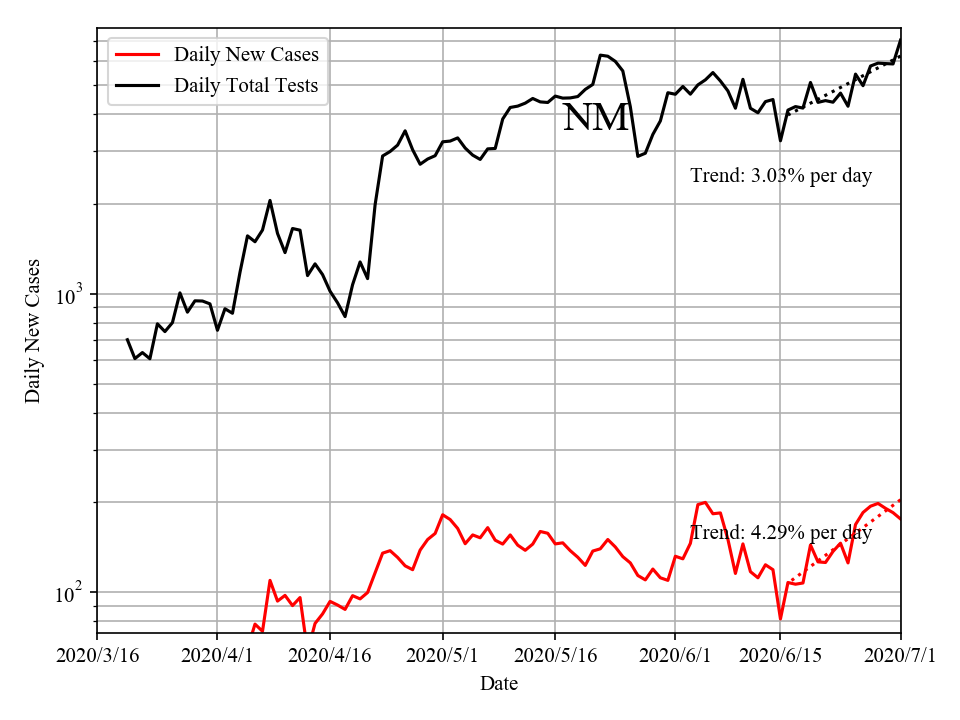 Daily New Cases
Daily Total Tests
NM
Trend: 3.03% per day
Trend: 4.29% per day
Daily New Cases
10³
10²
2020/3/16 2020/4/1 2020/4/16 2020/5/1 2020/5/16 2020/6/1 2020/6/15 2020/7/1
Date